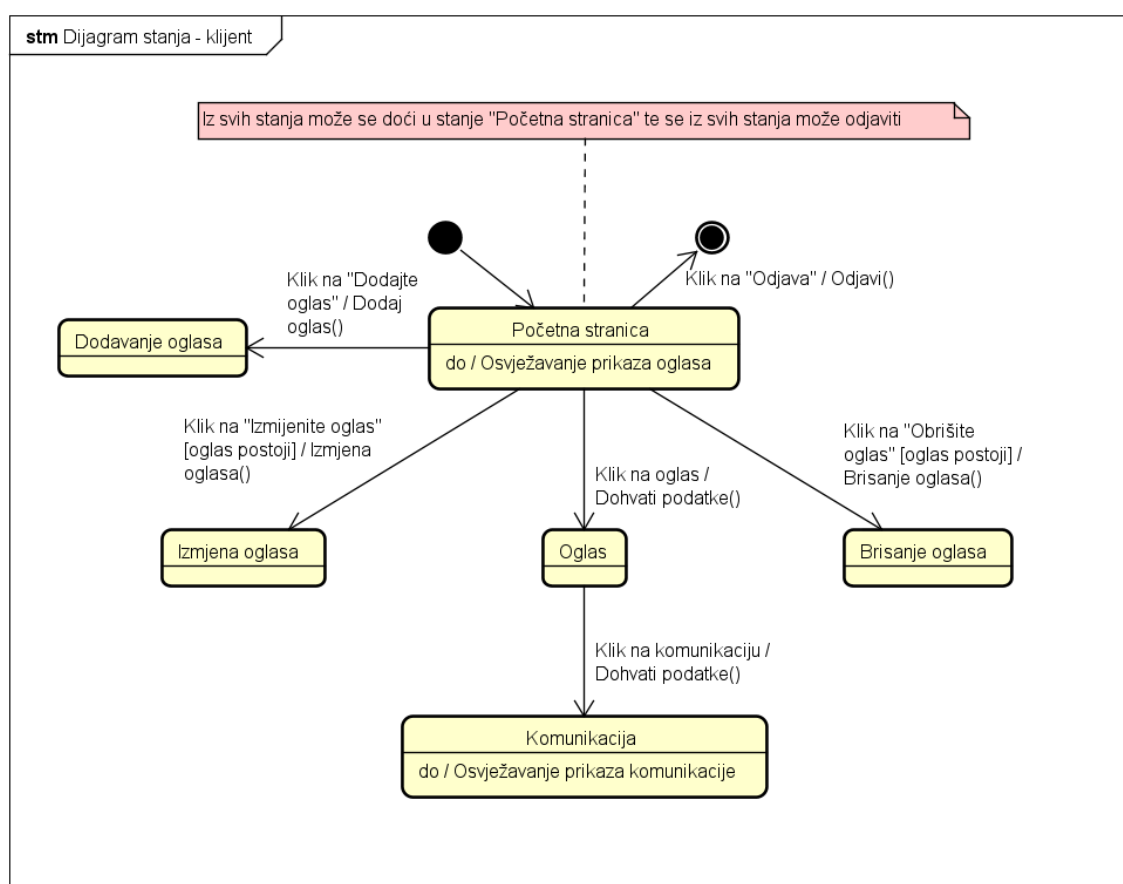 stm Dijagram stanja - klijent
Iz svih stanja može se doći u stanje "Početna stranica" te se iz svih stanja može odjaviti
Klik na "Dodajte
oglas" / Dodaj
oglas()
Klik na "Odjava" / Odjavi()
Dodavanje oglasa
Početna stranica
do / Osvježavanje prikaza oglasa
Klik na "Izmijenite oglas"
[oglas postoji] / Izmjena
oglasa()
Klik na oglas /
Dohvati podatke()
Klik na "Obrišite
oglas" [oglas postoji] /
Brisanje oglasa()
Izmjena oglasa
Oglas
Brisanje oglasa
Klik na komunikaciju /
Dohvati podatke()
Komunikacija
do / Osvježavanje prikaza komunikacije